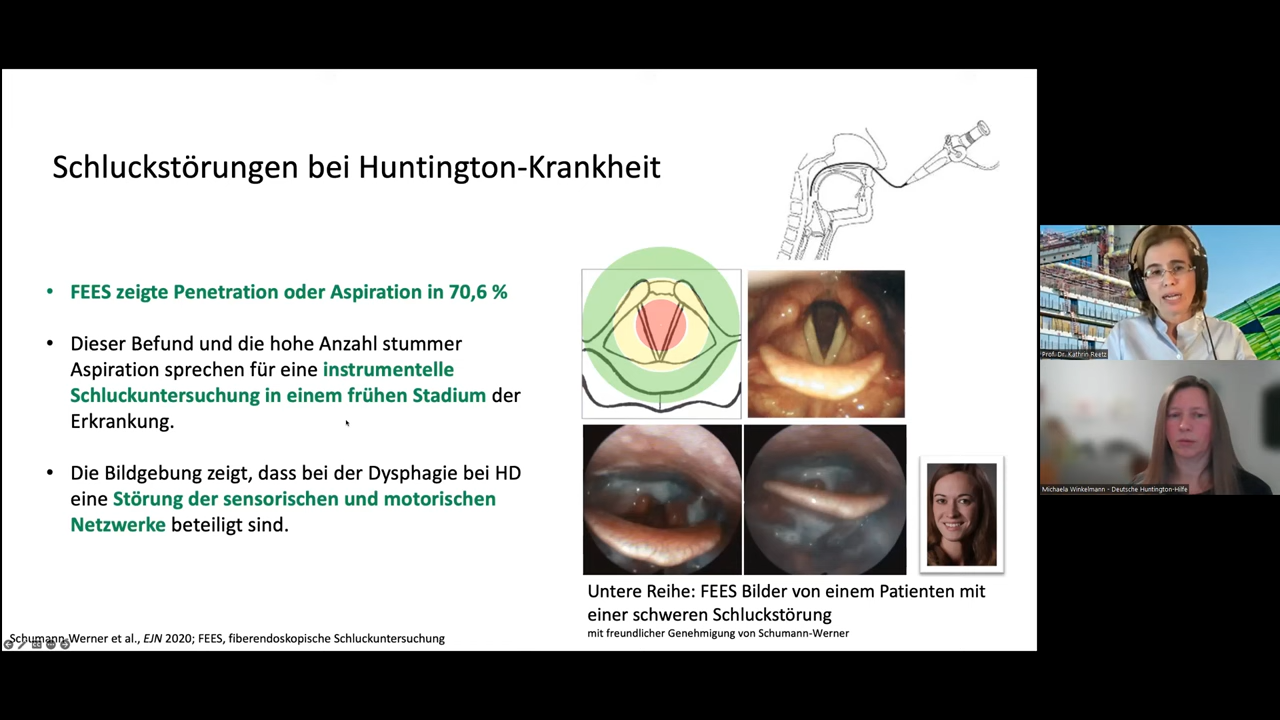 Schluckstörungen bei Huntington-Krankheit
• FEES zeigte Penetration oder Aspiration in 70,6 %
• Dieser Befund und die hohe Anzahl stummer
Aspiration sprechen für eine instrumentelle
Schluckuntersuchung in einem frühen Stadium der
Erkrankung.
• Die Bildgebung zeigt, dass bei der Dysphagie bei HD
eine Störung der sensorischen und motorischen
Netzwerke beteiligt sind.
Untere Reihe: FEES Bilder von einem Patienten mit
einer schweren Schluckstörung
mit freundlicher Genehmigung von Schumann-Werner
Schumann-Werner et al., EJN 2020; FEES, fiberendoskopische Schluckuntersuchung
Prof. Dr. Kathrin Reetz
Michaela Winkelmann - Deutsche Huntington-Hilfe